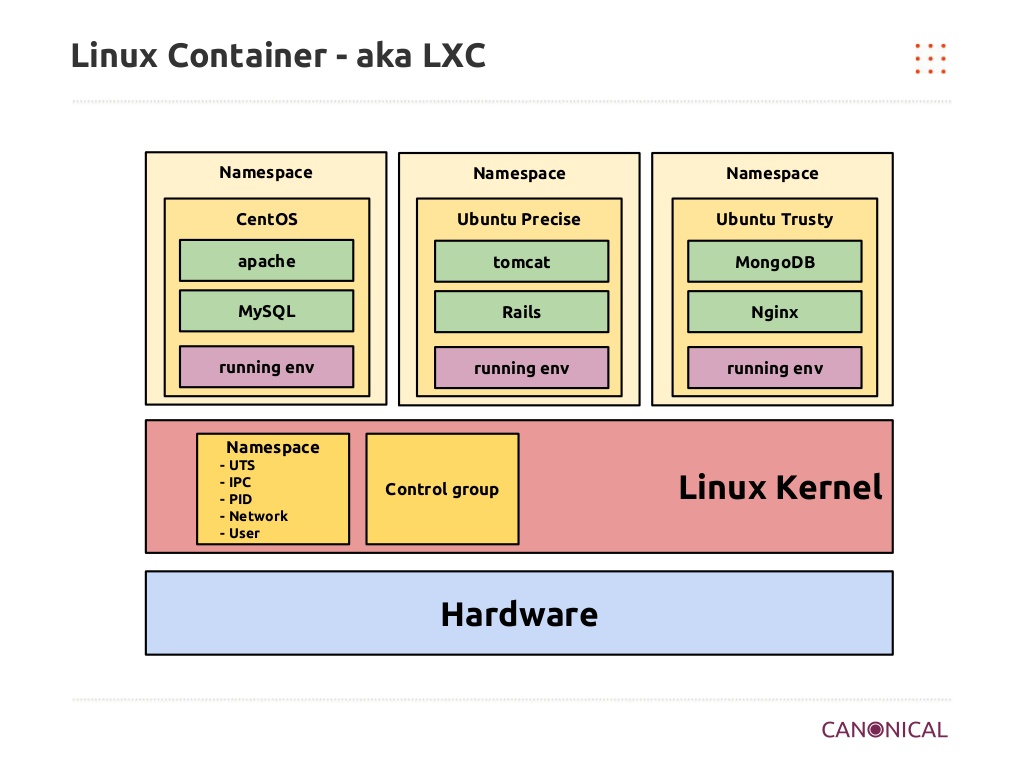 Linux Container - aka LXC
Namespace
CentOS
apache
MySQL
running env
Namespace
Ubuntu Precise
tomcat
Rails
running env
Namespace
Ubuntu Trusty
MongoDB
Nginx
running env
Namespace
- UTS
- IPC
- PID
- Network
- User
Control group
Linux Kernel
Hardware
CANONICAL